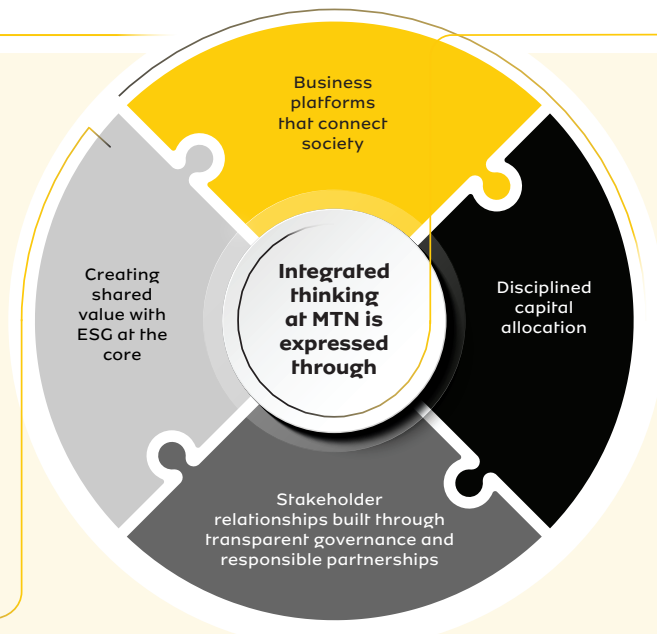 Business
platforms
that connect
society
Creating
shared
value with
ESG at the
core
Integrated
thinking
at MTN is
expressed
through
Disciplined
capital
allocation
Stakeholder
relationships built through
transparent governance and
responsible partnerships